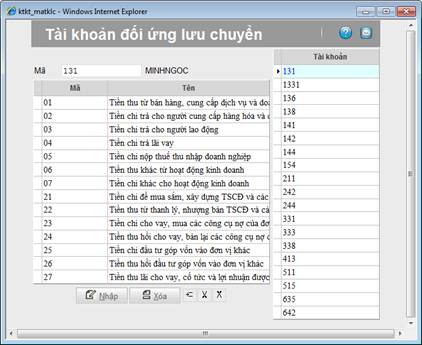 ktkt_matklc - Windows Internet Explorer
Tài khoản đối ứng lưu chuyển
Mã 131 MINHNGOC
Mã Tên
01 Tiền thu từ bán hàng, cung cấp dịch vụ và doa
02 Tiền chi trả cho người cung cấp hàng hóa và d
03 Tiền chi trả cho người lao động
04 Tiền chi trả lãi vay
05 Tiền chi nộp thuế thu nhập doanh nghiệp
06 Tiền thu khác từ hoạt động kinh doanh
07 Tiền chi khác cho hoạt động kinh doanh
21 Tiền chi để mua sắm, xây dựng TSCĐ và các
22 Tiền thu từ thanh lý, nhượng bán TSCĐ và cá
23 Tiền chi cho vay, mua các công cụ nợ của đơ
24 Tiền thu hồi cho vay, bán lại các công cụ nợ c
25 Tiền chi đầu tư góp vốn vào đơn vị khác
26 Tiền thu hồi đầu tư góp vốn vào đơn vị khác
27 Tiền thu lãi cho vay, cổ tức và lợi nhuận được
Nhập Xóa
Tài khoản
131
1331
136
138
141
142
144
154
211
242
244
331
333
338
413
511
515
635
642